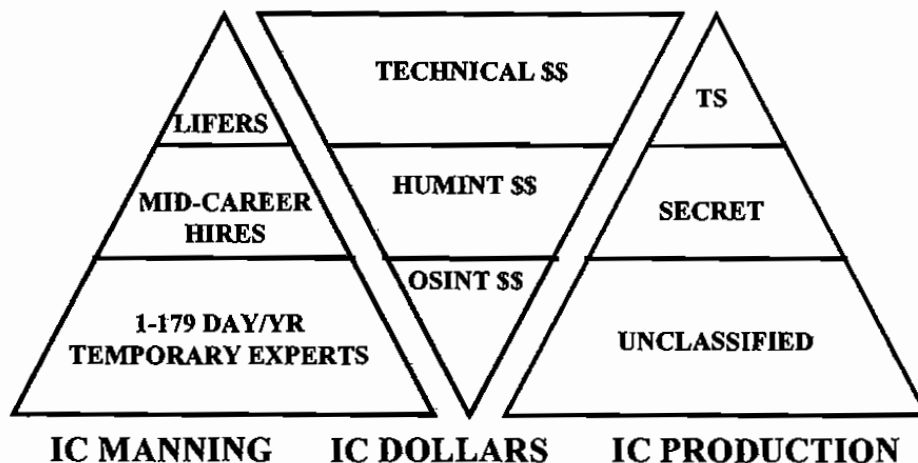 LIFERS
MID-CAREER
HIRES
1-179 DAY/YR
TEMPORARY EXPERTS
IC MANNING
TECHNICAL $$
HUMINT $$
OSINT $$
IC DOLLARS
TS
SECRET
UNCLASSIFIED
IC PRODUCTION